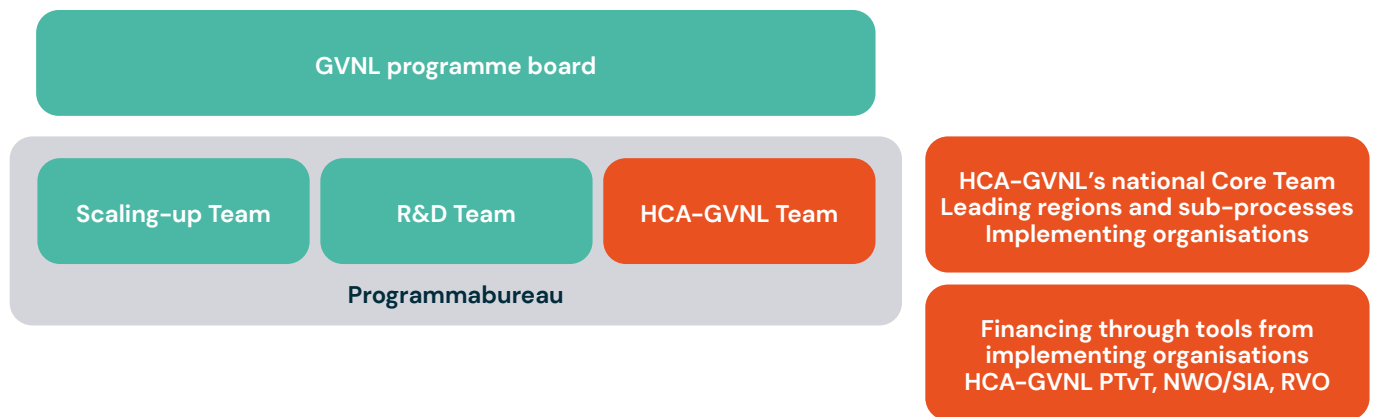 GVNL programme board
Scaling-up Team
R&D Team
HCA-GVNL Team
Programmabureau
HCA-GVNL’s national Core Team
Leading regions and sub-processes
Implementing organisations
Financing through tools from
implementing organisations
HCA-GVNL PTvT, NWO/SIA, RVO